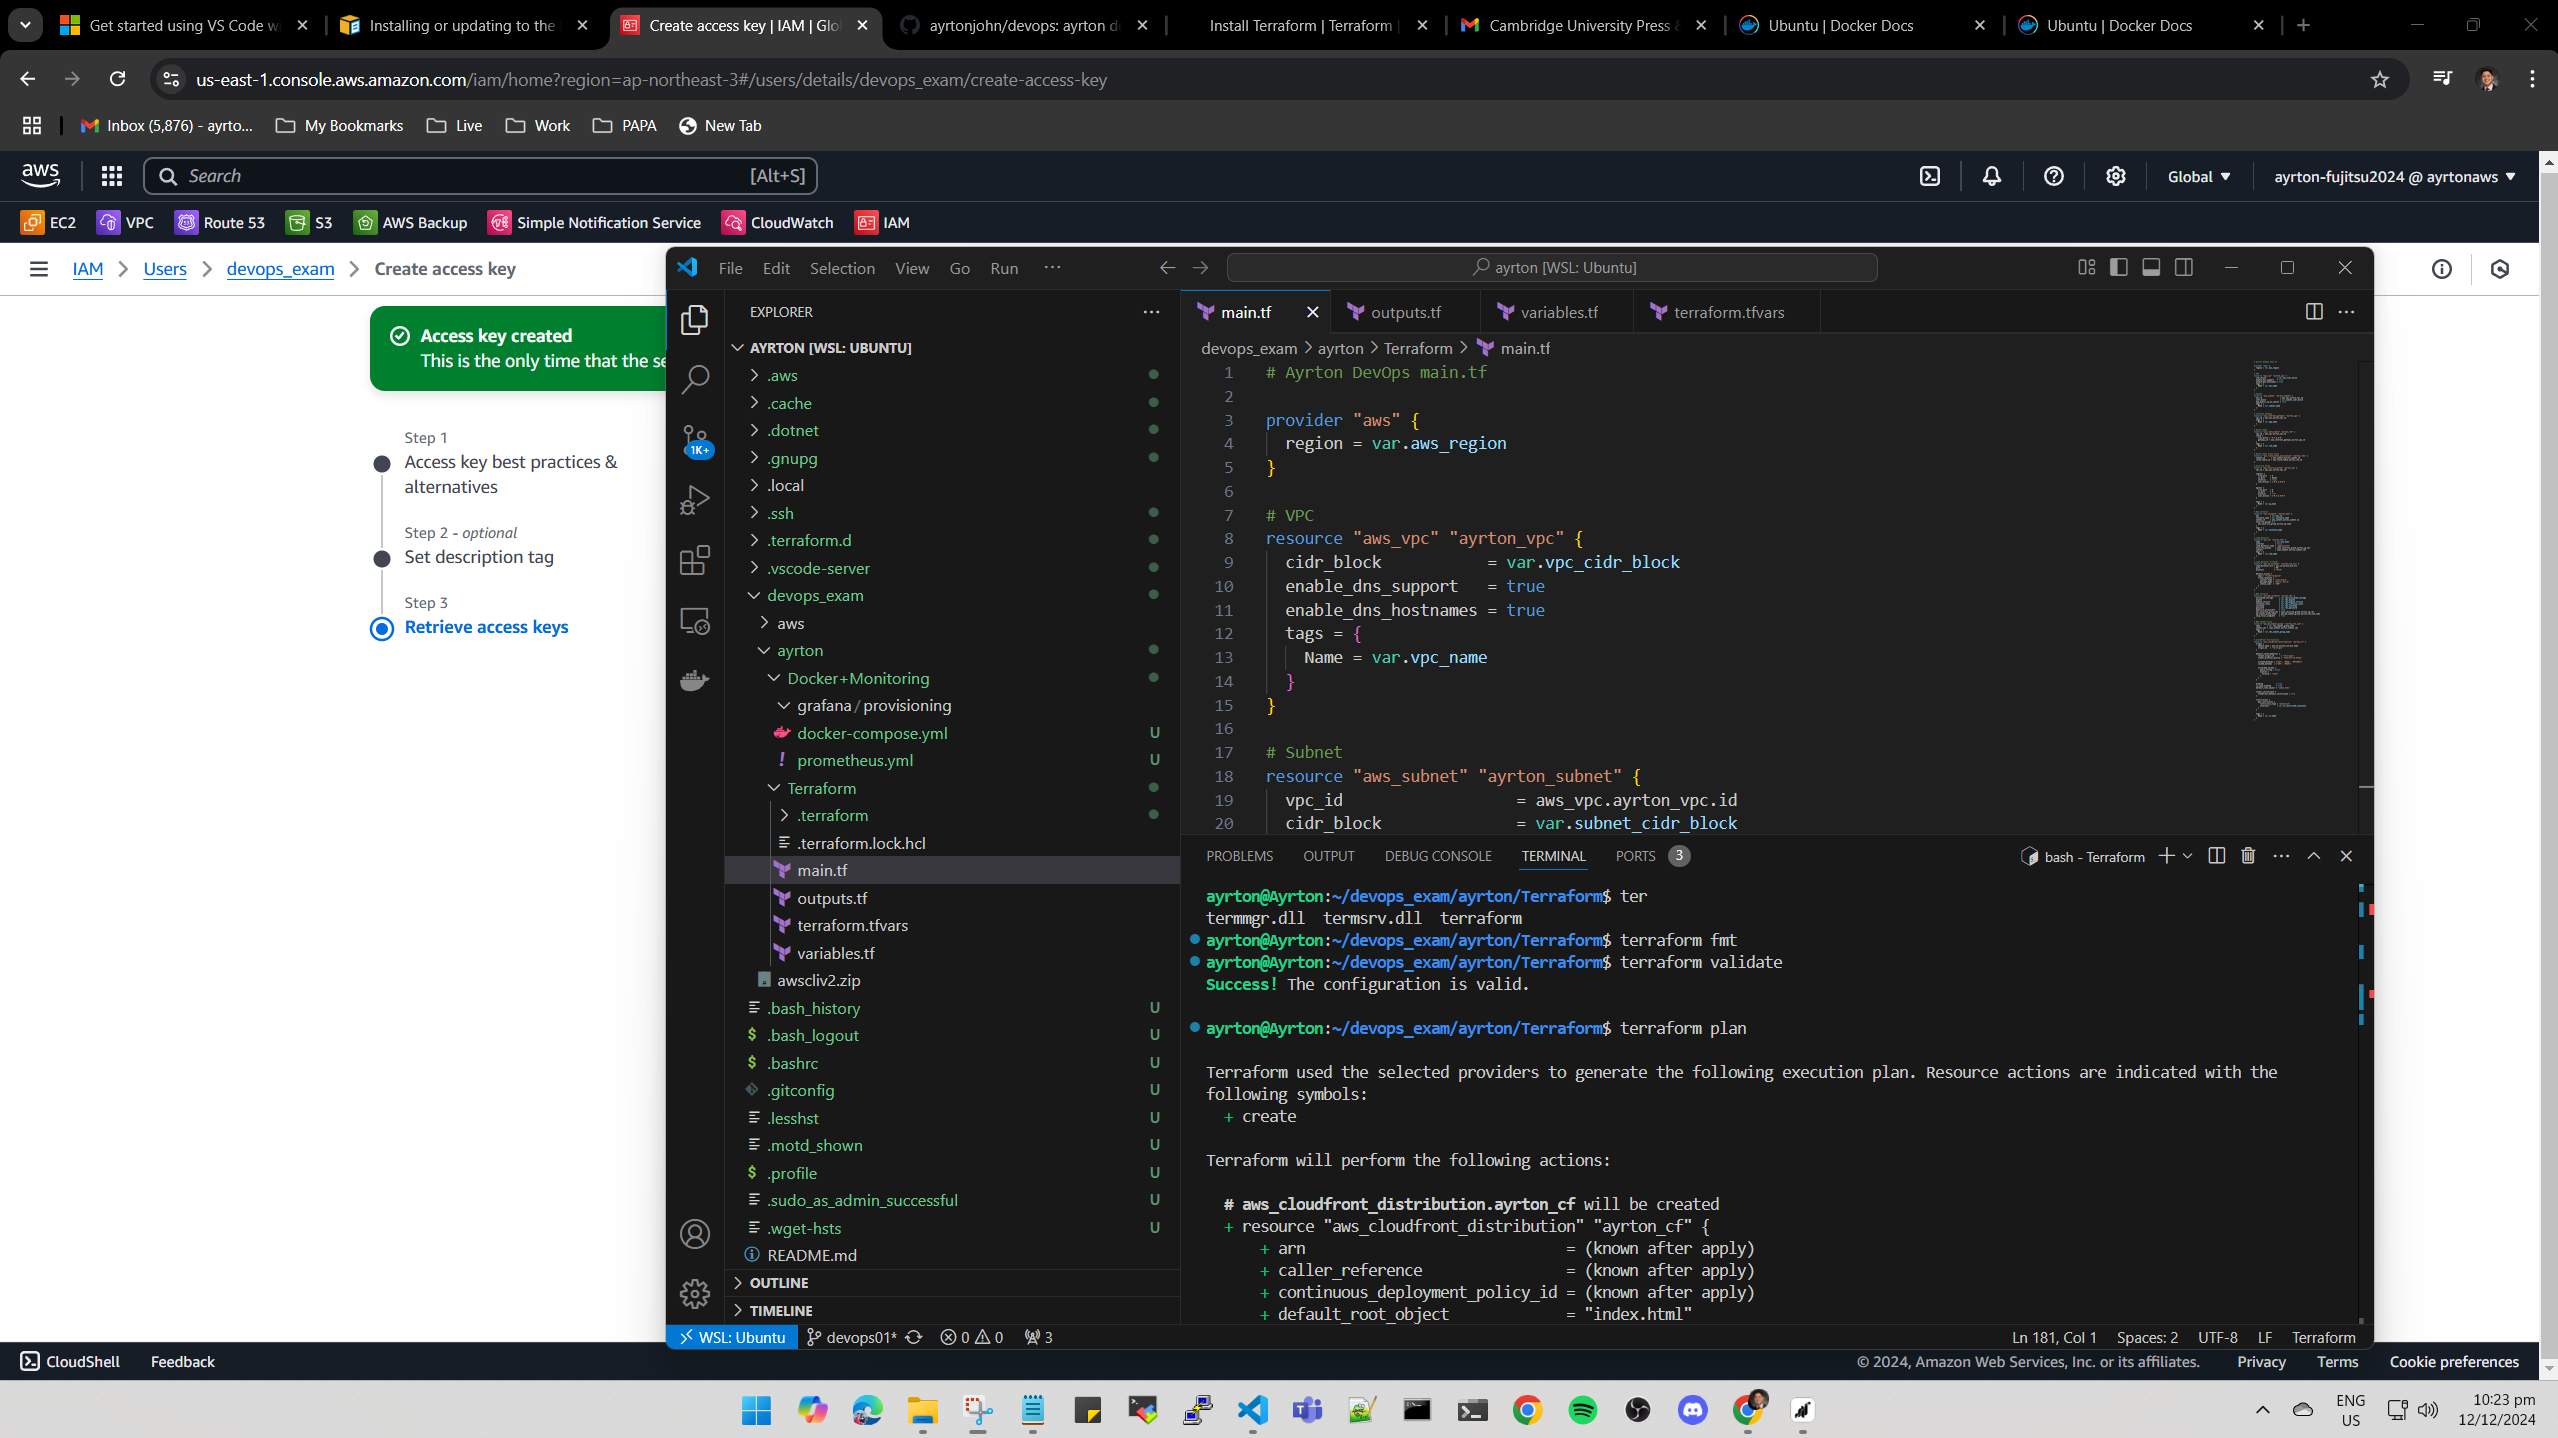 Get started using VS Code wi
Installing or updating to the
Create access key | IAM | Glo
ayrtonjohn/devops: ayrton de
Install Terraform | Terraform |
Cambridge University Press &
Ubuntu | Docker Docs
Ubuntu | Docker Docs
us-east-1.console.aws.amazon.com/iam/home?region=ap-northeast-3#/users/details/devops_exam/create-access-key
Inbox (5,876) - ayrto...
My Bookmarks
Live
Work
PAPA
New Tab
aws
Search
[Alt+S]
Global
ayrton-fujitsu2024 @ ayrtonaws
EC2
VPC
Route 53
S3
AWS Backup
Simple Notification Service
CloudWatch
IAM
IAM
Users
devops_exam
Create access key
Access key created
This is the only time that the se
Step 1
Access key best practices &
alternatives
Step 2 - optional
Set description tag
Step 3
Retrieve access keys
File Edit Selection View Go Run ···
ayrton [WSL: Ubuntu]
EXPLORER
AYRTON [WSL: UBUNTU]
.aws
.cache
.dotnet
1K+
.gnupg
.local
.ssh
.terraform.d
.vscode-server
devops_exam
aws
ayrton
Docker+Monitoring
grafana/provisioning
docker-compose.yml U
prometheus.yml U
Terraform
.terraform
.terraform.lock.hcl
main.tf
outputs.tf
terraform.tfvars
variables.tf
awscliv2.zip
.bash_history U
.bash_logout U
.bashrc U
.gitconfig U
.lesshst U
.motd_shown U
.profile U
.sudo_as_admin_successful U
.wget-hsts U
README.md
OUTLINE
TIMELINE
main.tf
outputs.tf
variables.tf
terraform.tfvars
devops_exam > ayrton > Terraform > main.tf
1 # Ayrton DevOps main.tf
2
3 provider "aws" {
4 region = var.aws_region
5 }
6
7 # VPC
8 resource "aws_vpc" "ayrton_vpc" {
9 cidr_block = var.vpc_cidr_block
10 enable_dns_support = true
11 enable_dns_hostnames = true
12 tags = {
13 Name = var.vpc_name
14 }
15 }
16
17 # Subnet
18 resource "aws_subnet" "ayrton_subnet" {
19 vpc_id = aws_vpc.ayrton_vpc.id
20 cidr_block = var.subnet_cidr_block
PROBLEMS OUTPUT DEBUG CONSOLE TERMINAL PORTS 3
bash - Terraform
ayrton@Ayrton:~/devops_exam/ayrton/Terraform$ ter
termmgr.dll termsrv.dll terraform
ayrton@Ayrton:~/devops_exam/ayrton/Terraform$ terraform fmt
ayrton@Ayrton:~/devops_exam/ayrton/Terraform$ terraform validate
Success! The configuration is valid.
ayrton@Ayrton:~/devops_exam/ayrton/Terraform$ terraform plan
Terraform used the selected providers to generate the following execution plan. Resource actions are indicated with the
following symbols:
+ create
Terraform will perform the following actions:
# aws_cloudfront_distribution.ayrton_cf will be created
+ resource "aws_cloudfront_distribution" "ayrton_cf" {
+ arn = (known after apply)
+ caller_reference = (known after apply)
+ continuous_deployment_policy_id = (known after apply)
+ default_root_object = "index.html"
WSL: Ubuntu
devops01*
0
0
3
Ln 181, Col 1
Spaces: 2
UTF-8
LF
Terraform
CloudShell
Feedback
© 2024, Amazon Web Services, Inc. or its affiliates.
Privacy
Terms
Cookie preferences
ENG
US
10:23 pm
12/12/2024